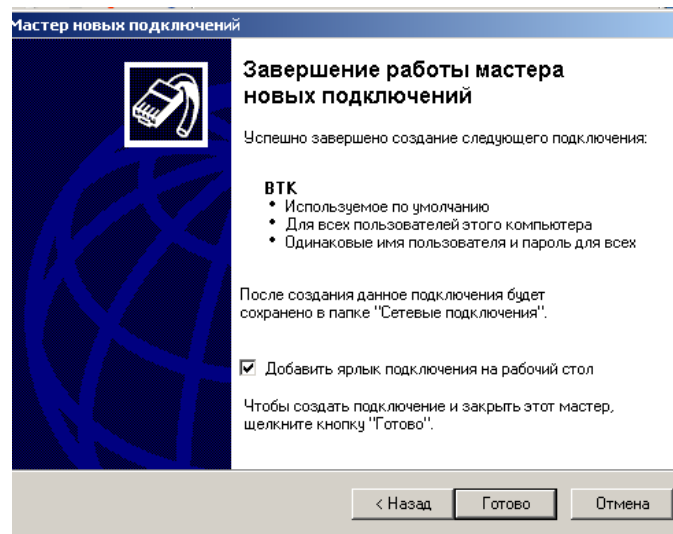 Мастер новых подключений
Завершение работы мастера
новых подключений
Успешно завершено создание следующего подключения:
ВТК
• Используемое по умолчанию
• Для всех пользователей этого компьютера
• Одинаковые имя пользователя и пароль для всех
После создания данное подключения будет
сохранено в папке "Сетевые подключения".
Добавить ярлык подключения на рабочий стол
Чтобы создать подключение и закрыть этот мастер,
щелкните кнопку "Готово".
< Назад Готово Отмена